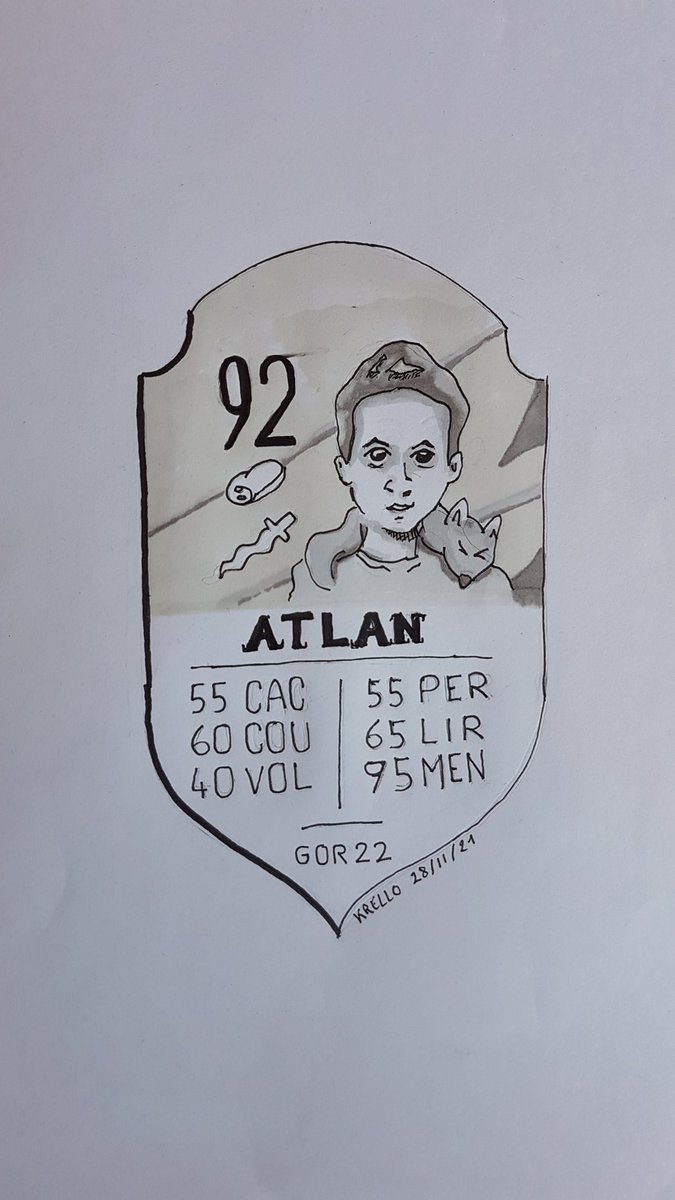 92
ATLAN
55 CAC
60 COU
40 VOL
55 PER
65 LIR
95 MEN
GOR22
KRELLO 28/11/21